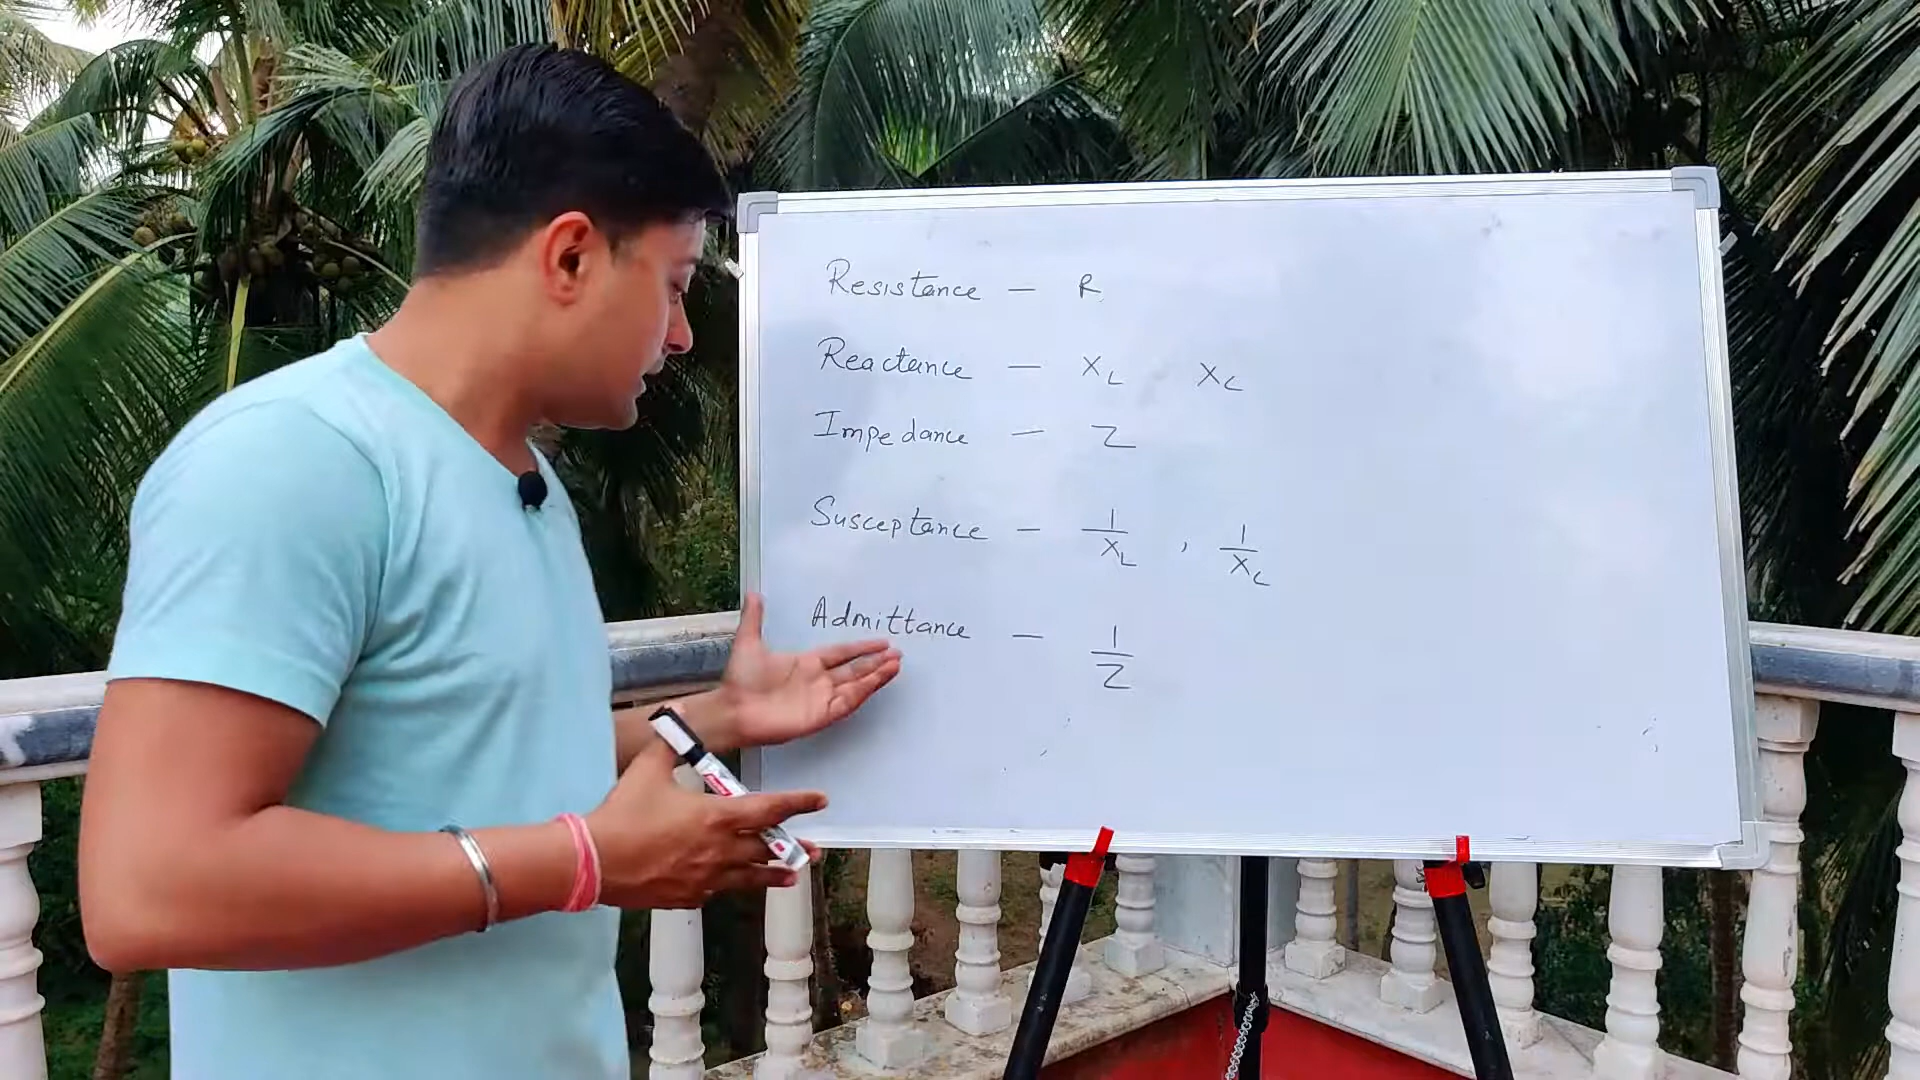 Resistance — R
Reactance — X_L X_C
Impedance — Z
Susceptance — 1/X_L , 1/X_C
Admittance — 1/Z